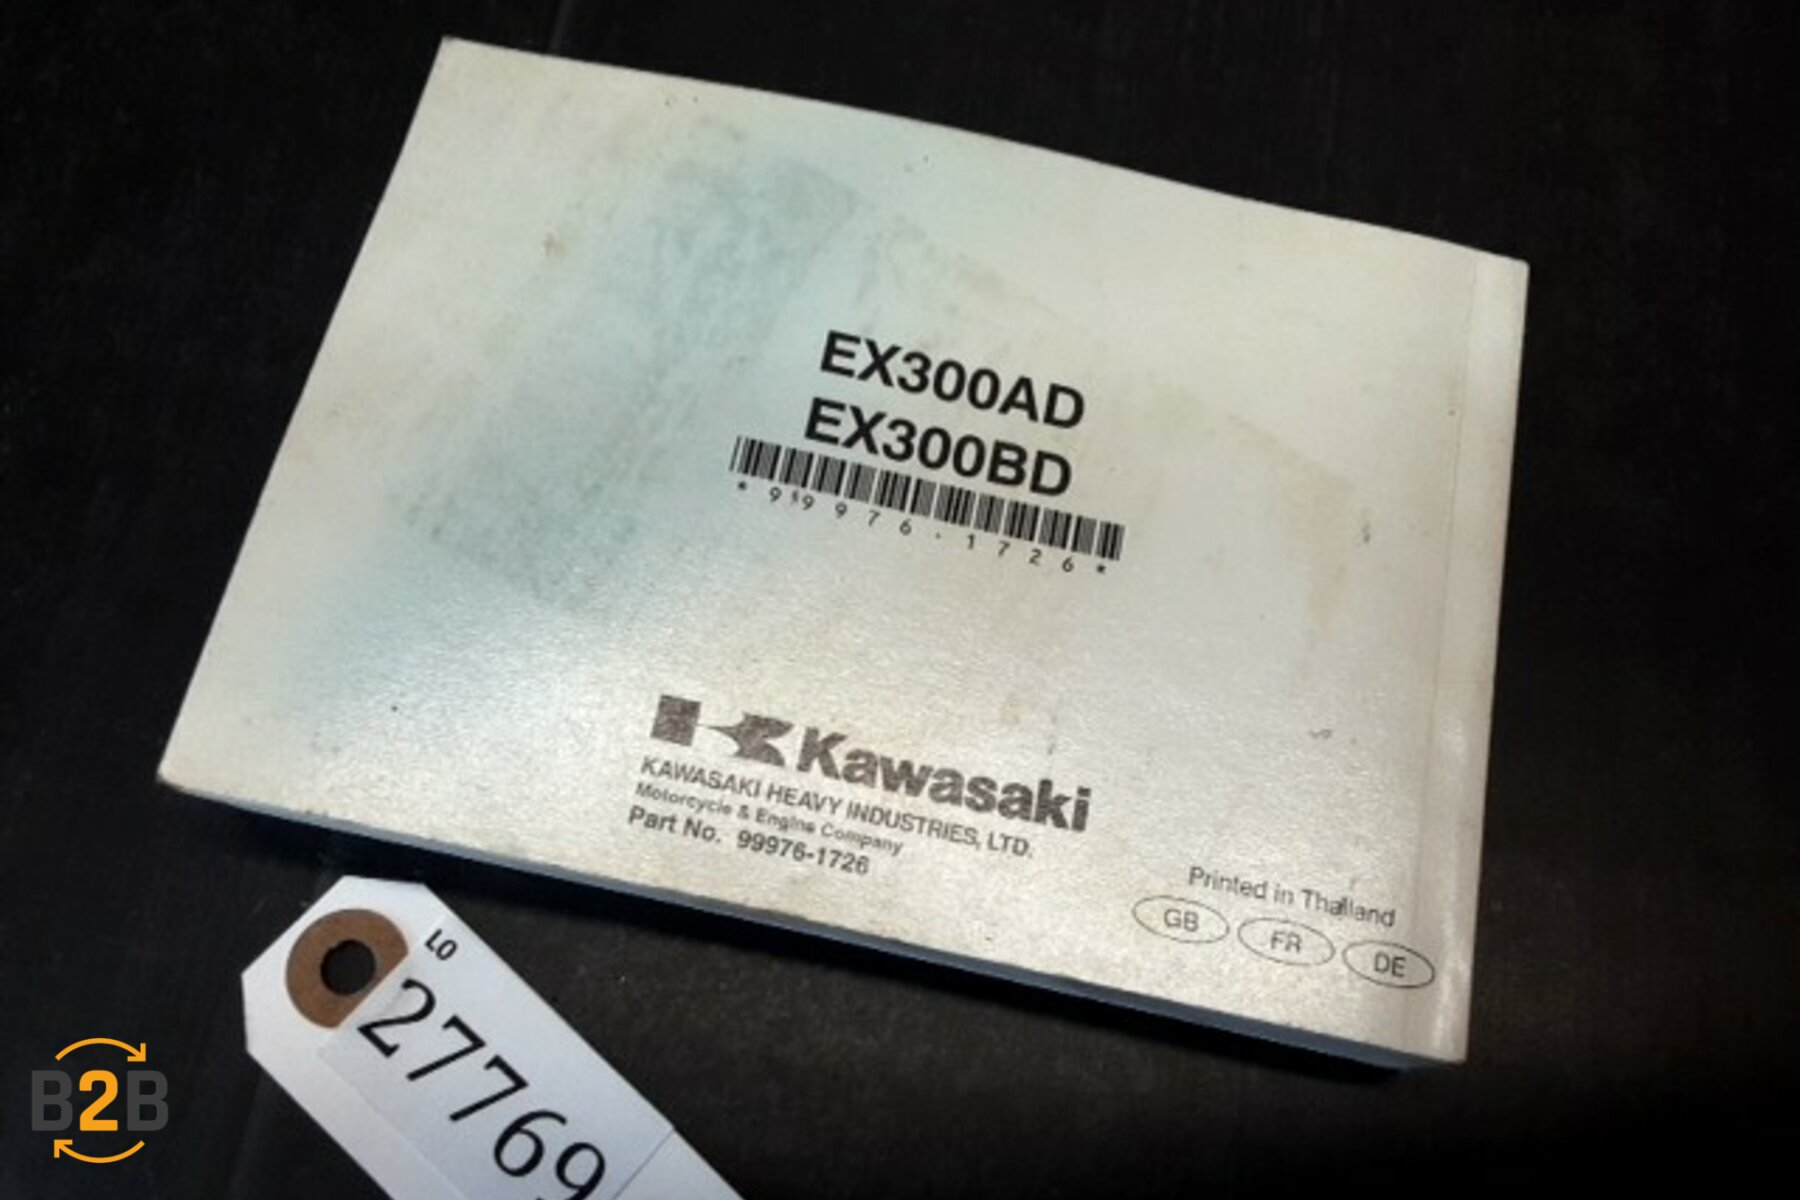 EX300AD
EX300BD
*99976-1726*
Kawasaki
KAWASAKI HEAVY INDUSTRIES, LTD.
Motorcycle & Engine Company
Part No. 99976-1726
Printed in Thailand
GB FR DE
LO
27769
B2B